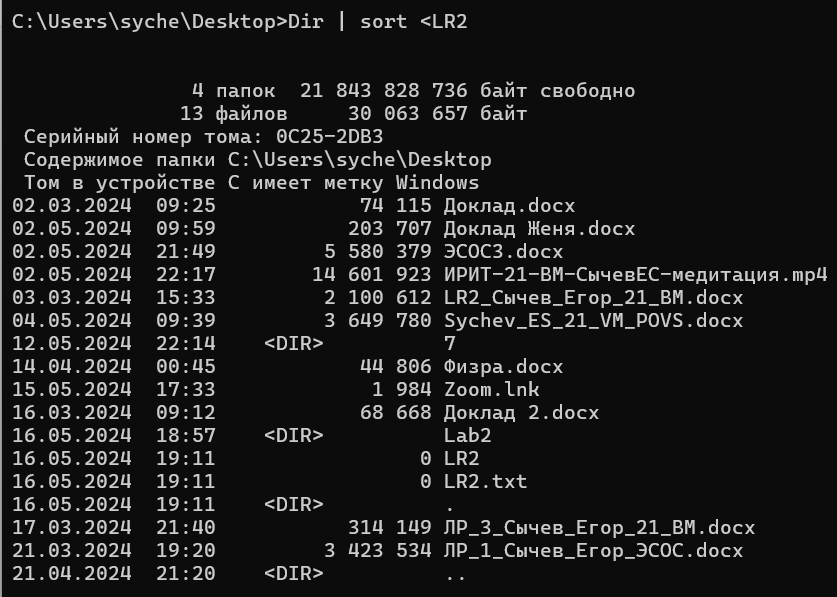 C:\Users\syche\Desktop>Dir | sort <LR2
4 папок  21 843 828 736 байт свободно
13 файлов     30 063 657 байт
Серийный номер тома: 0C25-2DB3
Содержимое папки C:\Users\syche\Desktop
Том в устройстве C имеет метку Windows
02.03.2024  09:25            74 115 Доклад.docx
02.05.2024  09:59           203 707 Доклад Женя.docx
02.05.2024  21:49         5 580 379 ЭСОС3.docx
02.05.2024  22:17        14 601 923 ИРИТ-21-ВМ-СычевЕС-медитация.mp4
03.03.2024  15:33         2 100 612 LR2_Сычев_Егор_21_ВМ.docx
04.05.2024  09:39         3 649 780 Sychev_ES_21_VM_POVS.docx
12.05.2024  22:14    <DIR>          7
14.04.2024  00:45            44 806 Физра.docx
15.05.2024  17:33             1 984 Zoom.lnk
16.03.2024  09:12            68 668 Доклад 2.docx
16.05.2024  18:57    <DIR>          Lab2
16.05.2024  19:11                 0 LR2
16.05.2024  19:11                 0 LR2.txt
16.05.2024  19:11    <DIR>          .
17.03.2024  21:40           314 149 ЛР_3_Сычев_Егор_21_ВМ.docx
21.03.2024  19:20         3 423 534 ЛР_1_Сычев_Егор_ЭСОС.docx
21.04.2024  21:20    <DIR>          ..